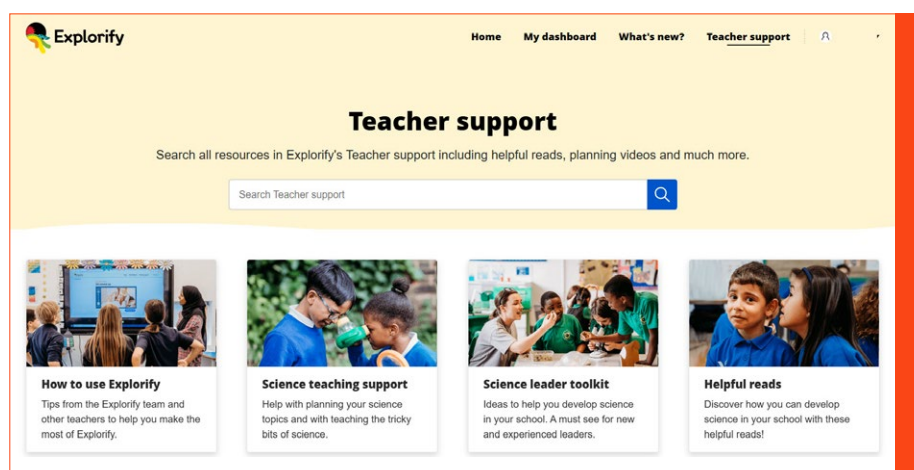 Explorify
Home My dashboard What's new? Teacher support
Teacher support
Search all resources in Explorify's Teacher support including helpful reads, planning videos and much more.
Search Teacher support
How to use Explorify
Tips from the Explorify team and
other teachers to help you make the
most of Explorify.
Science teaching support
Help with planning your science
topics and with teaching the tricky
bits of science.
Science leader toolkit
Ideas to help you develop science
in your school. A must see for new
and experienced leaders.
Helpful reads
Discover how you can develop
science in your school with these
helpful reads!